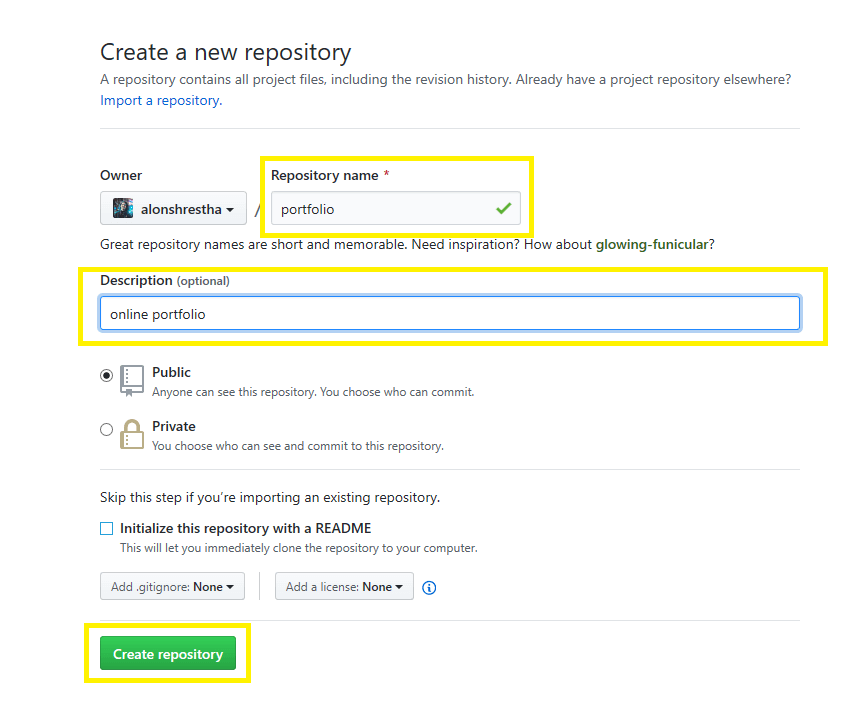 Create a new repository
A repository contains all project files, including the revision history. Already have a project repository elsewhere?
Import a repository.
Owner
Repository name *
alonshrestha
/
portfolio
Great repository names are short and memorable. Need inspiration? How about glowing-funicular?
Description (optional)
online portfolio
Public
Anyone can see this repository. You choose who can commit.
Private
You choose who can see and commit to this repository.
Skip this step if you’re importing an existing repository.
Initialize this repository with a README
This will let you immediately clone the repository to your computer.
Add .gitignore: None
Add a license: None
Create repository